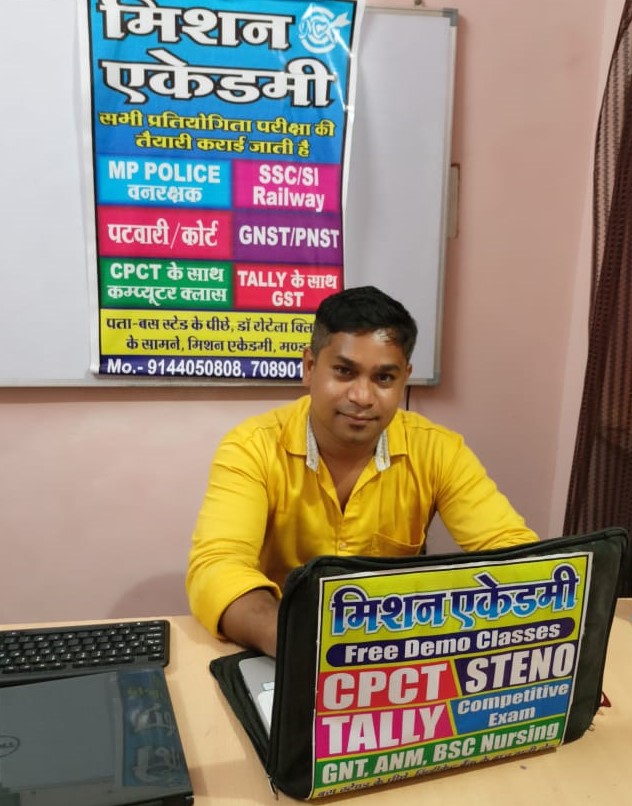 मिशन
एकेडमी
सभी प्रतियोगिता परीक्षा की
तैयारी कराई जाती है
MP POLICE
वनरक्षक
SSC/SI
Railway
पटवारी/कोर्ट
GNST/PNST
CPCT के साथ
कम्प्यूटर क्लास
TALLY के साथ
GST
पता-बस स्टेड के पीछे, डॉ रोटेला
के सामने, मिशन एकेडमी,
Mo.- 9144050808, 70890
मिशन एकेडमी
Free Demo Classes
CPCT
STENO
TALLY
Competitive
Exam
GNT, ANM, BSC Nursing
DELL